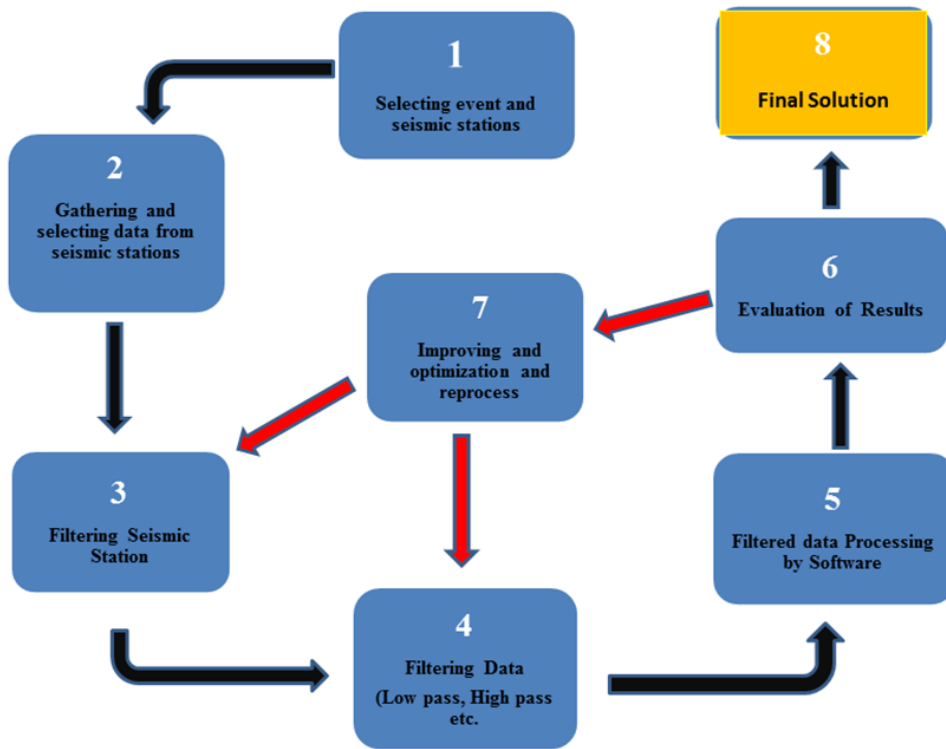 1
Selecting event and
seismic stations
2
Gathering and
selecting data from
seismic stations
3
Filtering Seismic
Station
4
Filtering Data
(Low pass, High pass
etc.
5
Filtered data Processing
by Software
6
Evaluation of Results
7
Improving and
optimization and
reprocess
8
Final Solution